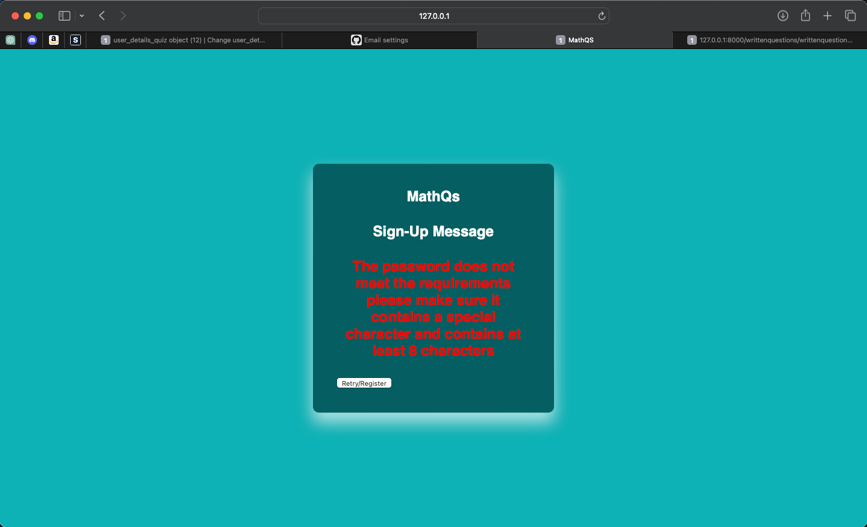 127.0.0.1
a
S
1 user_details_quiz object (12) | Change user_det...
Email settings
1 MathQS
1 127.0.0.1:8000/writtenquestions/writtenquestion...
MathQs
Sign-Up Message
The password does not
meet the requirements
please make sure it
contains a special
character and contains at
least 8 characters
Retry/Register